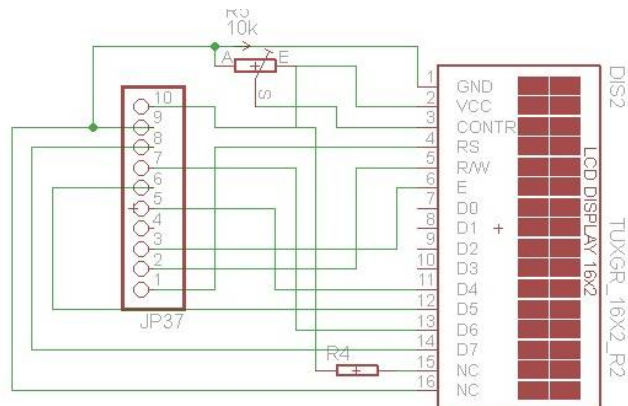 R5
10k
A
E
S
10
9
8
7
6
5
4
3
2
1
JP37
R4
1 GND
2 VCC
3 CONTR
4 RS
5 R/W
6 E
7 D0
8 D1
9 D2
10 D3
11 D4
12 D5
13 D6
14 D7
15 NC
16 NC
LCD DISPLAY 16x2
DIS2
TUXGR_16X2_R2